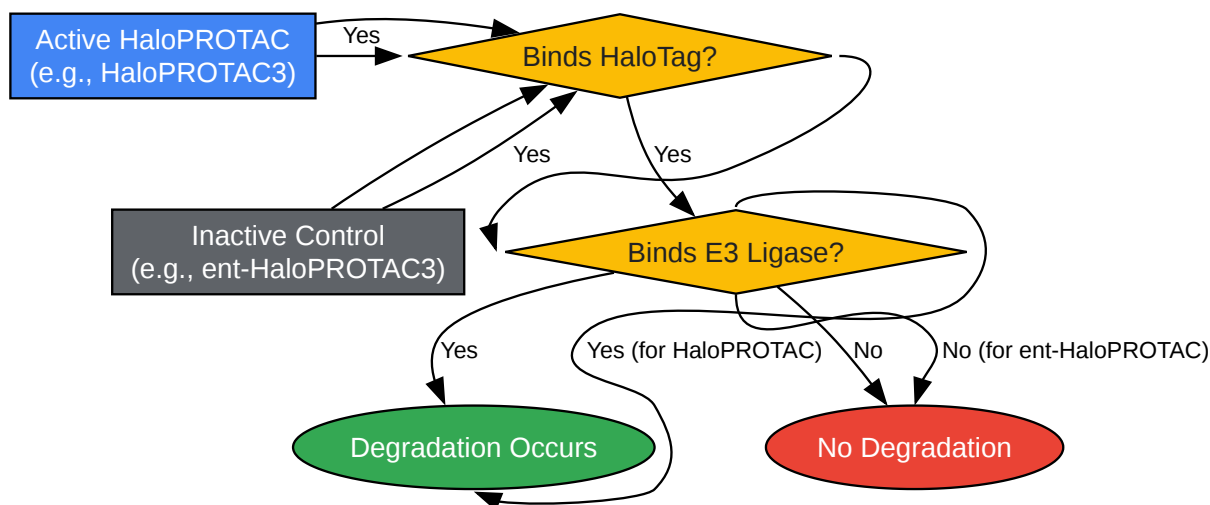 Active HaloPROTAC
(e.g., HaloPROTAC3)
Yes
Binds HaloTag?
Yes
Yes
Inactive Control
(e.g., ent-HaloPROTAC3)
Binds E3 Ligase?
Yes
Yes (for HaloPROTAC)
No
No (for ent-HaloPROTAC)
Degradation Occurs
No Degradation